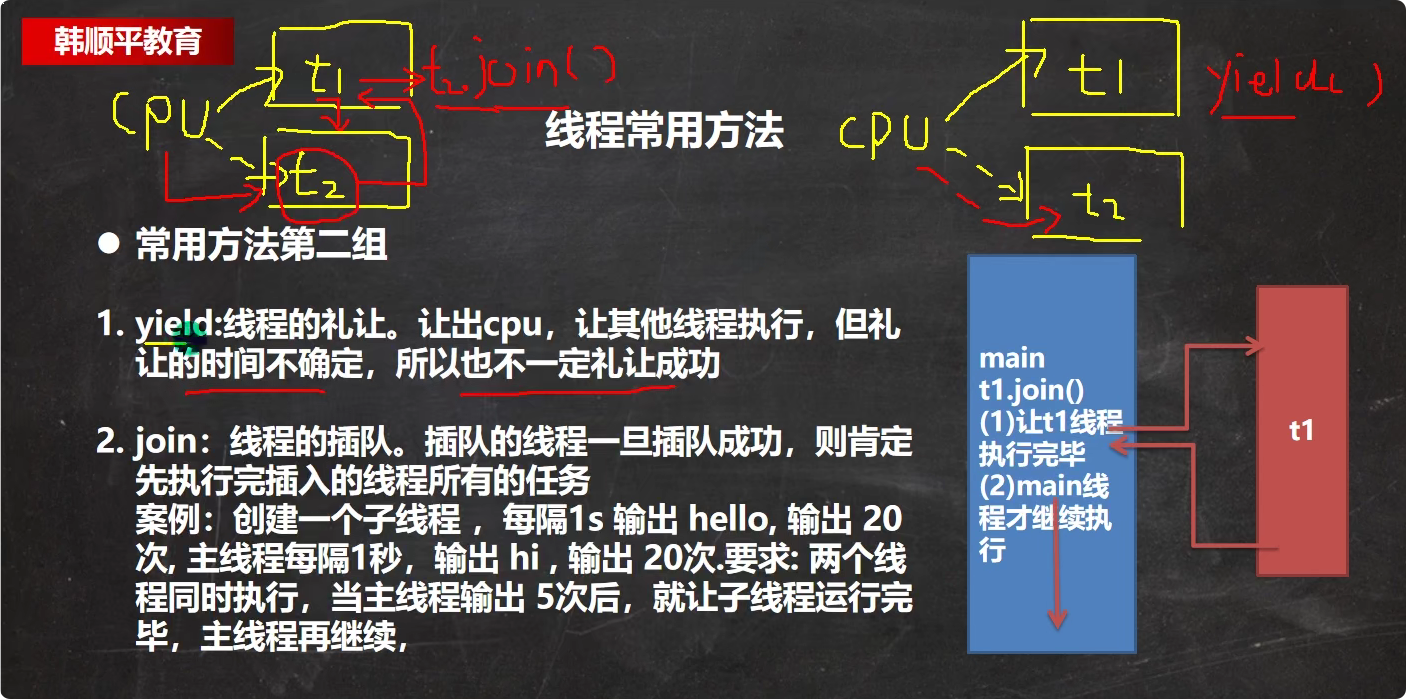 韩顺平教育
t1
t2.join()
cpu
t2
线程常用方法
cpu
t1
yield()
t2
● 常用方法第二组
1. yield:线程的礼让。让出cpu，让其他线程执行，但礼
让的时间不确定，所以也不一定礼让成功
2. join：线程的插队。插队的线程一旦插队成功，则肯定
先执行完插入的线程所有的任务
案例：创建一个子线程 ，每隔1s 输出 hello, 输出 20
次, 主线程每隔1秒，输出 hi , 输出 20次.要求: 两个线
程同时执行，当主线程输出 5次后，就让子线程运行完
毕，主线程再继续，
main
t1.join()
(1)让t1线程
执行完毕
(2)main线
程才继续执
行
t1